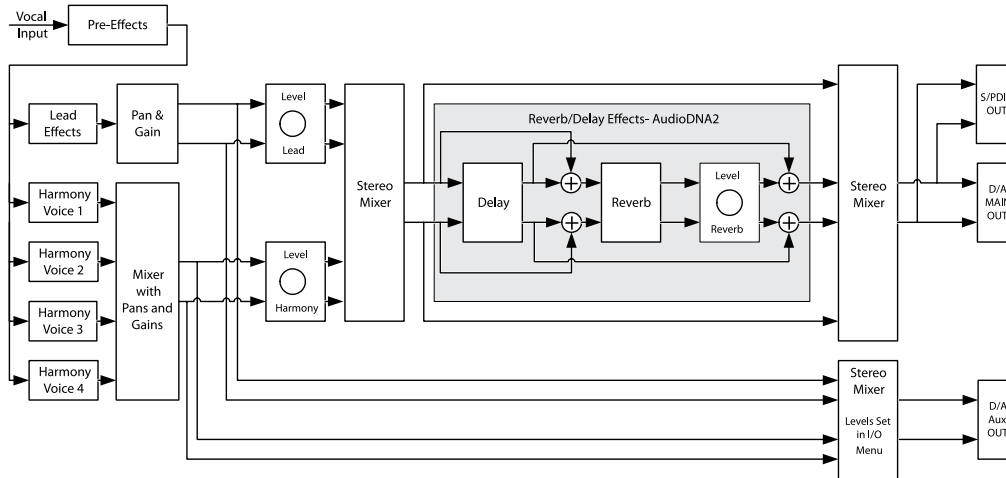 Vocal
Input
Pre-Effects
Lead
Effects
Pan &
Gain
Level
Lead
Harmony
Voice 1
Harmony
Voice 2
Harmony
Voice 3
Harmony
Voice 4
Mixer
with
Pans and
Gains
Level
Harmony
Stereo
Mixer
Reverb/Delay Effects- AudioDNA2
Delay
Reverb
Level
Reverb
Stereo
Mixer
OUT
D/A
MAIN
OUT
Stereo
Mixer
Levels Set
in I/O
Menu
D/A
Aux
OUT